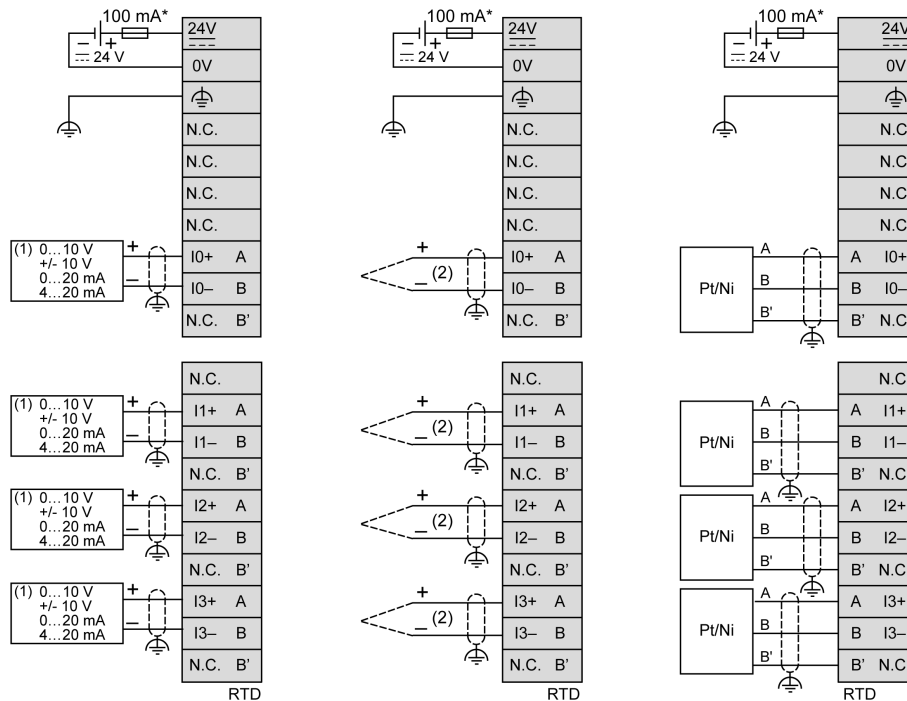 100 mA*
24V
24 V
0V
N.C.
N.C.
N.C.
N.C.
(1) 0...10 V
+/- 10 V
0...20 mA
4...20 mA
+
–
I0+ A
I0– B
N.C. B’
N.C.
(1) 0...10 V
+/- 10 V
0...20 mA
4...20 mA
+
–
I1+ A
I1– B
N.C. B’
(1) 0...10 V
+/- 10 V
0...20 mA
4...20 mA
+
–
I2+ A
I2– B
N.C. B’
(1) 0...10 V
+/- 10 V
0...20 mA
4...20 mA
+
–
I3+ A
I3– B
N.C. B’
RTD
100 mA*
24V
24 V
0V
N.C.
N.C.
N.C.
N.C.
+
– (2)
I0+ A
I0– B
N.C. B’
N.C.
+
– (2)
I1+ A
I1– B
N.C. B’
+
– (2)
I2+ A
I2– B
N.C. B’
+
– (2)
I3+ A
I3– B
N.C. B’
RTD
100 mA*
24V
24 V
0V
N.C
N.C
N.C
N.C
Pt/Ni
A A I0+
B B I0–
B' B’ N.C
N.C
Pt/Ni
A A I1+
B B I1–
B' B’ N.C
Pt/Ni
A A I2+
B B I2–
B' B’ N.C
Pt/Ni
A A I3+
B B I3–
B' B’ N.C
RTD